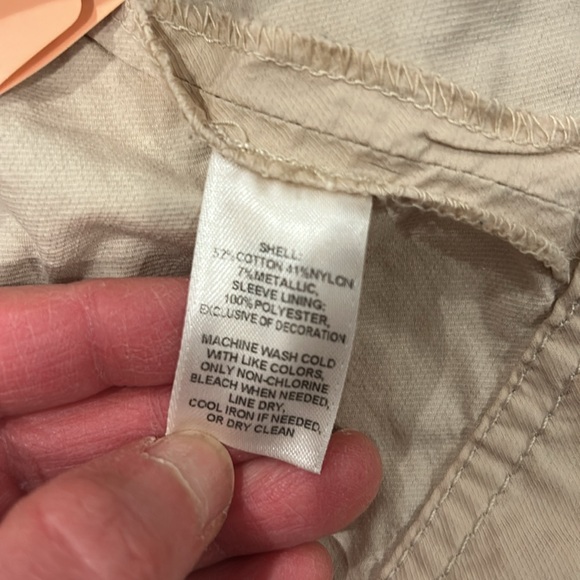 SHELL:
52%COTTON 41%NYLON
7%METALLIC,
SLEEVE LINING:
100%POLYESTER,
EXCLUSIVE OF DECORATION
MACHINE WASH COLD
WITH LIKE COLORS,
ONLY NON-CHLORINE
BLEACH WHEN NEEDED,
LINE DRY,
COOL IRON IF NEEDED,
OR DRY CLEAN